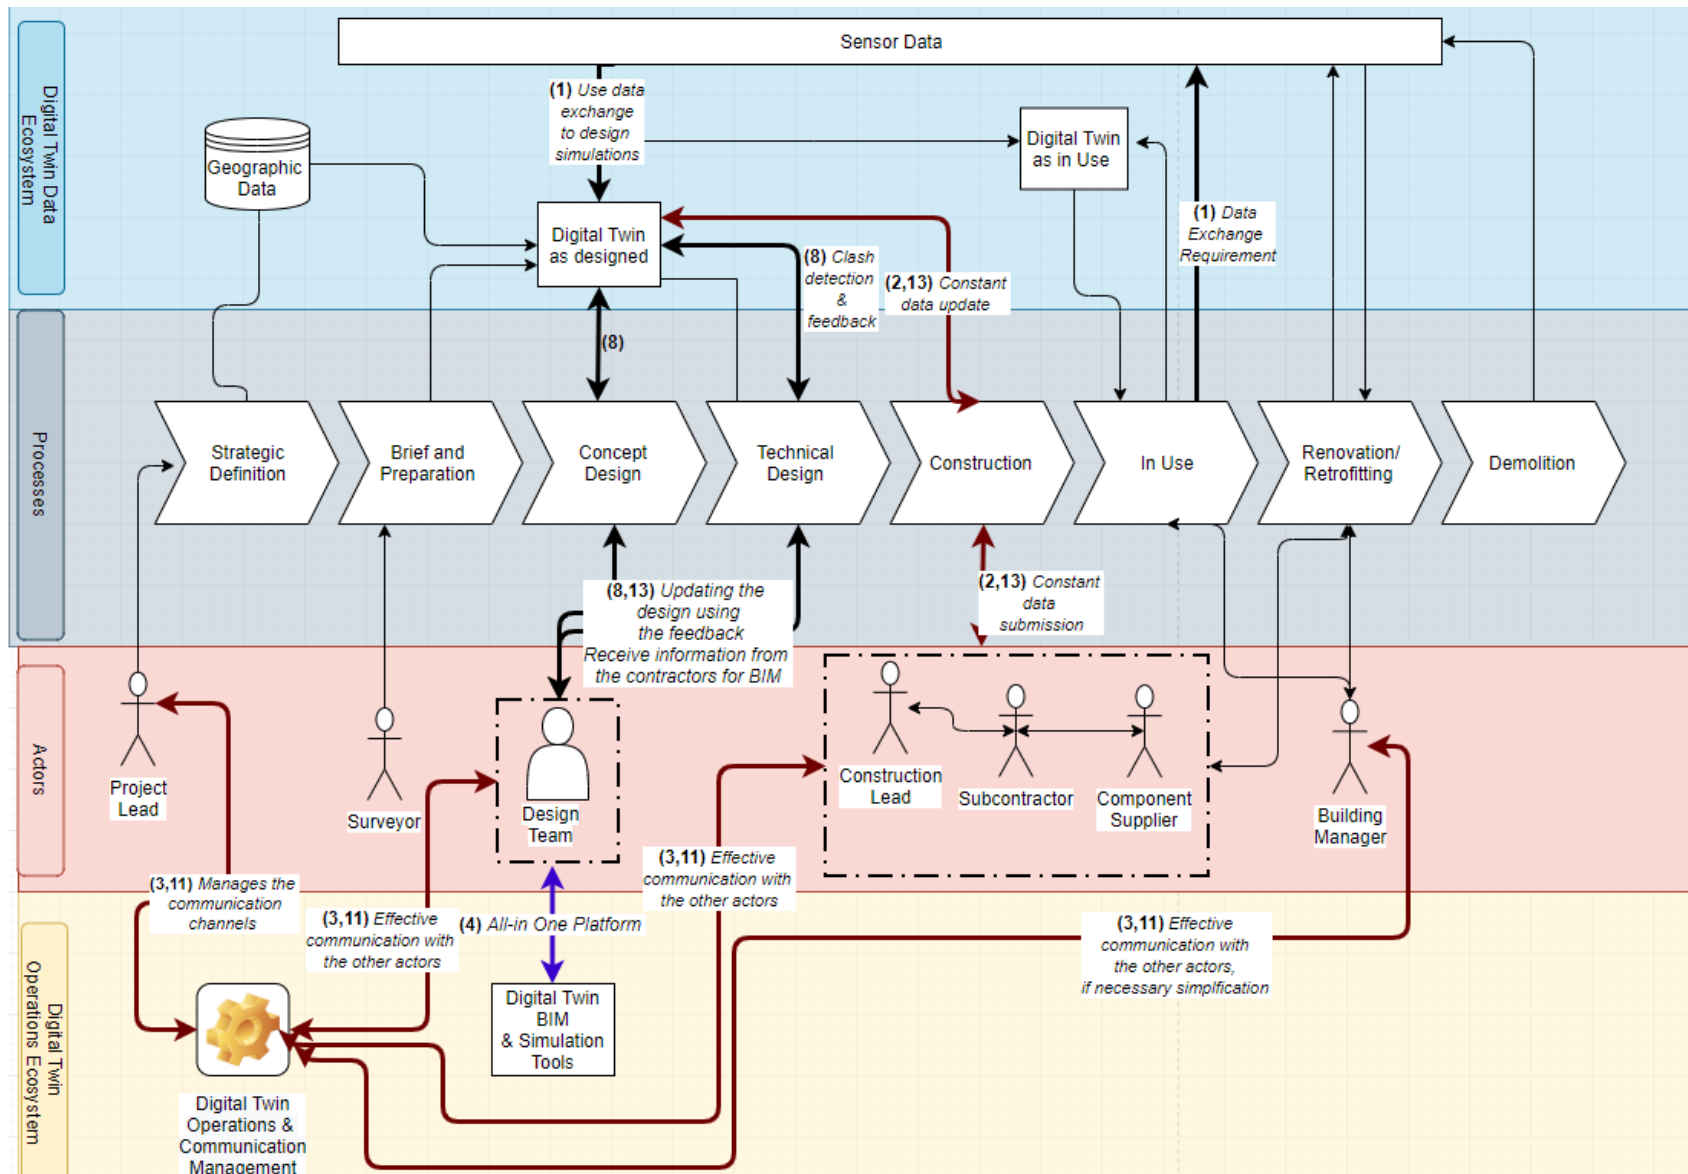 Digital Twin Data
Ecosystem
Sensor Data
(1) Use data
exchange
to design
simulations
Geographic
Data
Digital Twin
as in Use
Digital Twin
as designed
(1) Data
Exchange
Requirement
(8) Clash
detection
&
feedback
(2,13) Constant
data update
(8)
Processes
Strategic
Definition
Brief and
Preparation
Concept
Design
Technical
Design
Construction
In Use
Renovation/
Retrofitting
Demolition
(8,13) Updating the
design using
the feedback
Receive information from
the contractors for BIM
(2,13) Constant
data
submission
Actors
Project
Lead
Surveyor
Design
Team
Construction
Lead
Subcontractor
Component
Supplier
Building
Manager
(3,11) Manages the
communication
channels
(3,11) Effective
communication with
the other actors
(4) All-in One Platform
(3,11) Effective
communication with
the other actors
(3,11) Effective
communication with
the other actors,
if necessary simplfication
Digital Twin
Operations Ecosystem
Digital Twin
BIM
& Simulation
Tools
Digital Twin
Operations &
Communication
Management